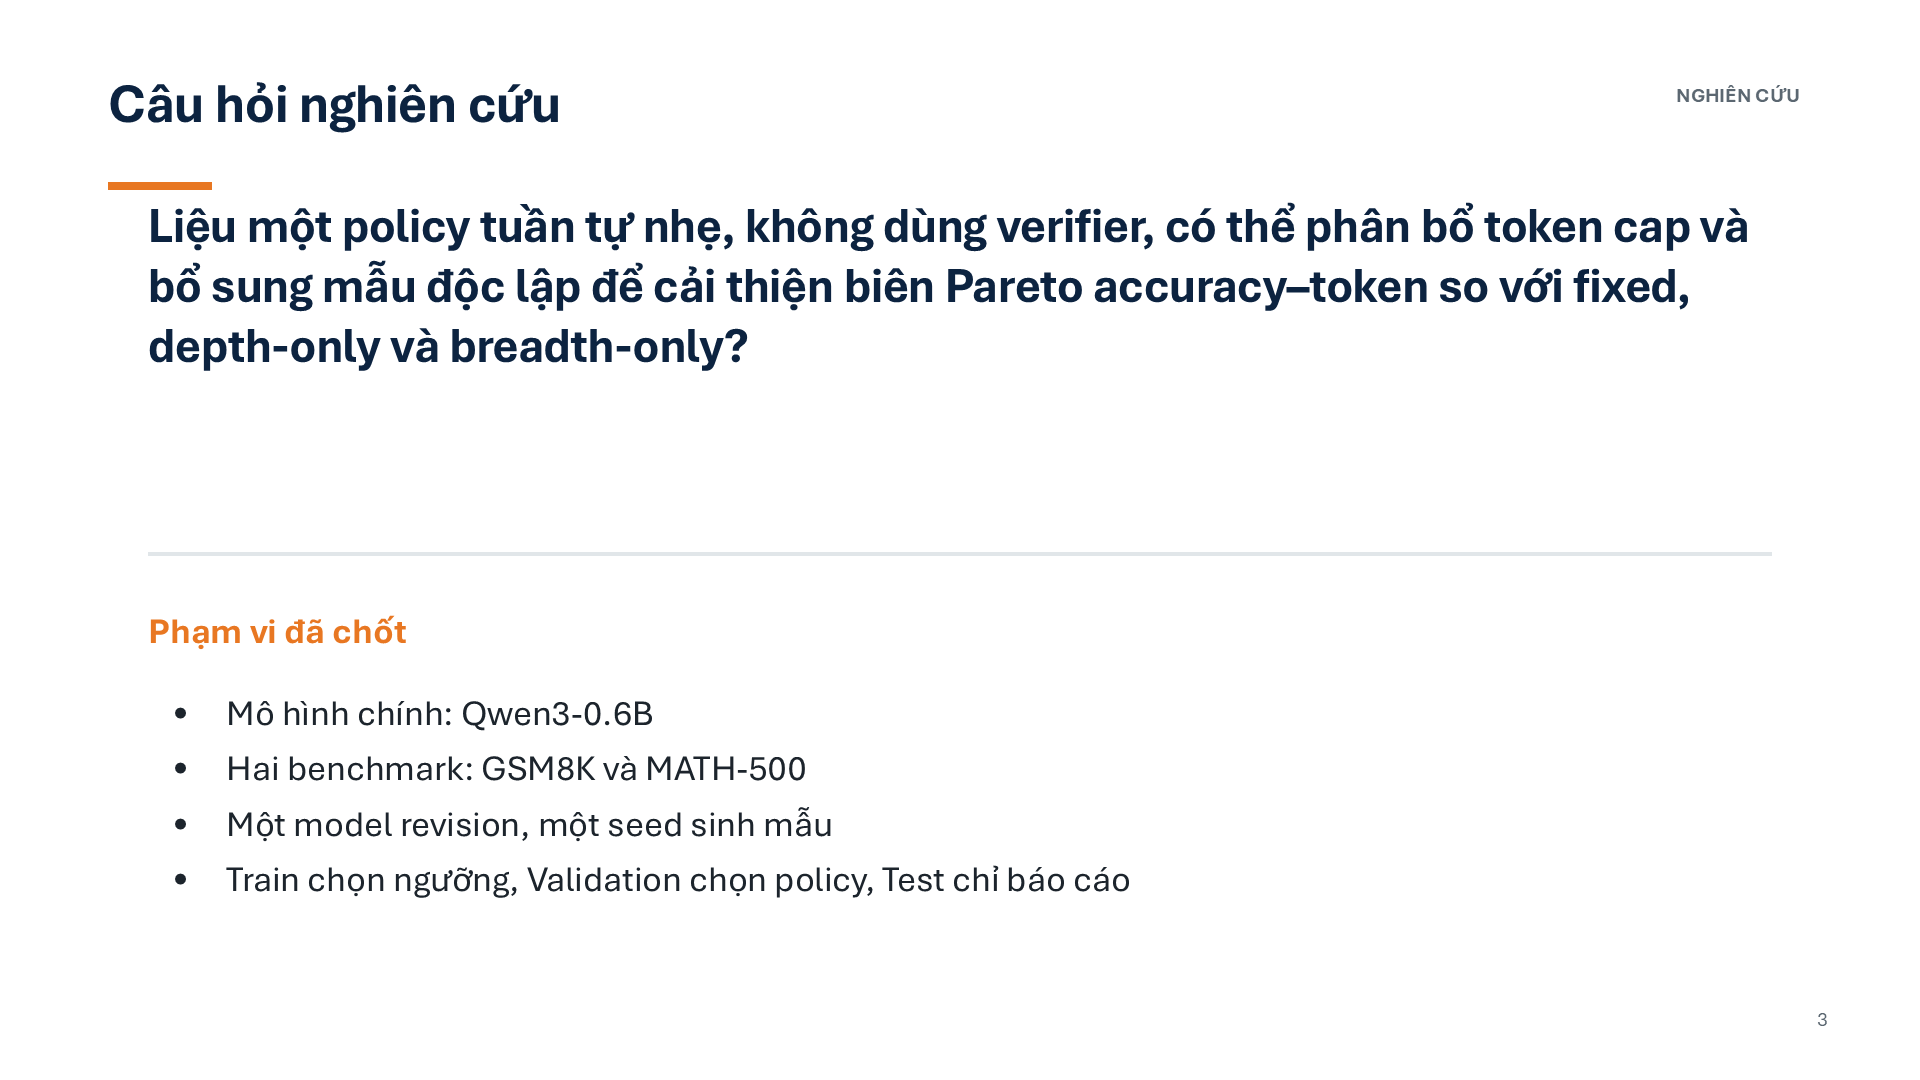 Câu hỏi nghiên cứu
NGHIÊN CỨU
Liệu một policy tuần tự nhẹ, không dùng verifier, có thể phân bổ token cap và
bổ sung mẫu độc lập để cải thiện biên Pareto accuracy–token so với fixed,
depth-only và breadth-only?
Phạm vi đã chốt
• Mô hình chính: Qwen3-0.6B
• Hai benchmark: GSM8K và MATH-500
• Một model revision, một seed sinh mẫu
• Train chọn ngưỡng, Validation chọn policy, Test chỉ báo cáo
3